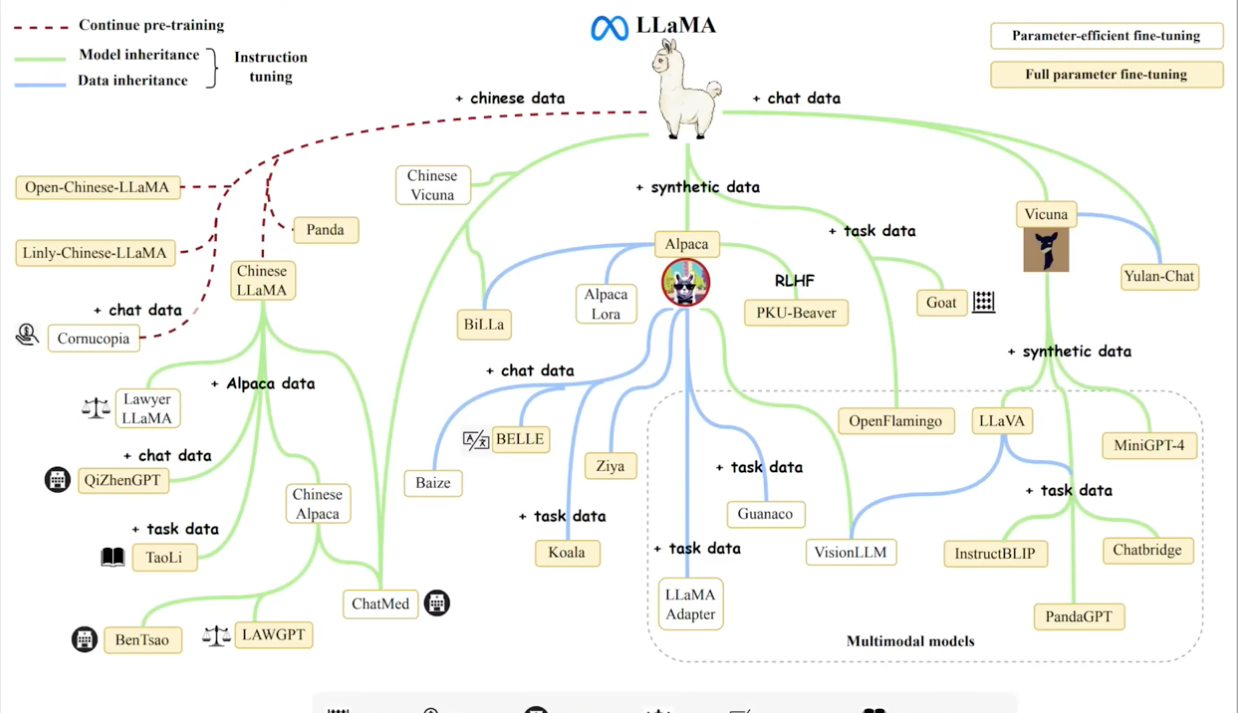 LLaMA
Continue pre-training
Model inheritance
Data inheritance
Instruction
tuning
Parameter-efficient fine-tuning
Full parameter fine-tuning
+ chinese data
+ chat data
Chinese
Vicuna
+ synthetic data
Open-Chinese-LLaMA
Panda
Linly-Chinese-LLaMA
Chinese
LLaMA
+ chat data
Cornucopia
Alpaca
+ task data
Vicuna
Yulan-Chat
Alpaca
Lora
RLHF
PKU-Beaver
Goat
BiLLa
+ synthetic data
+ chat data
+ Alpaca data
Lawyer
LLaMA
OpenFlamingo
LLaVA
MiniGPT-4
BELLE
+ chat data
QiZhenGPT
Baize
Ziya
+ task data
Chinese
Alpaca
+ task data
Guanaco
+ task data
+ task data
TaoLi
Koala
+ task data
VisionLLM
InstructBLIP
Chatbridge
ChatMed
LLaMA
Adapter
PandaGPT
BenTsao
LAWGPT
Multimodal models